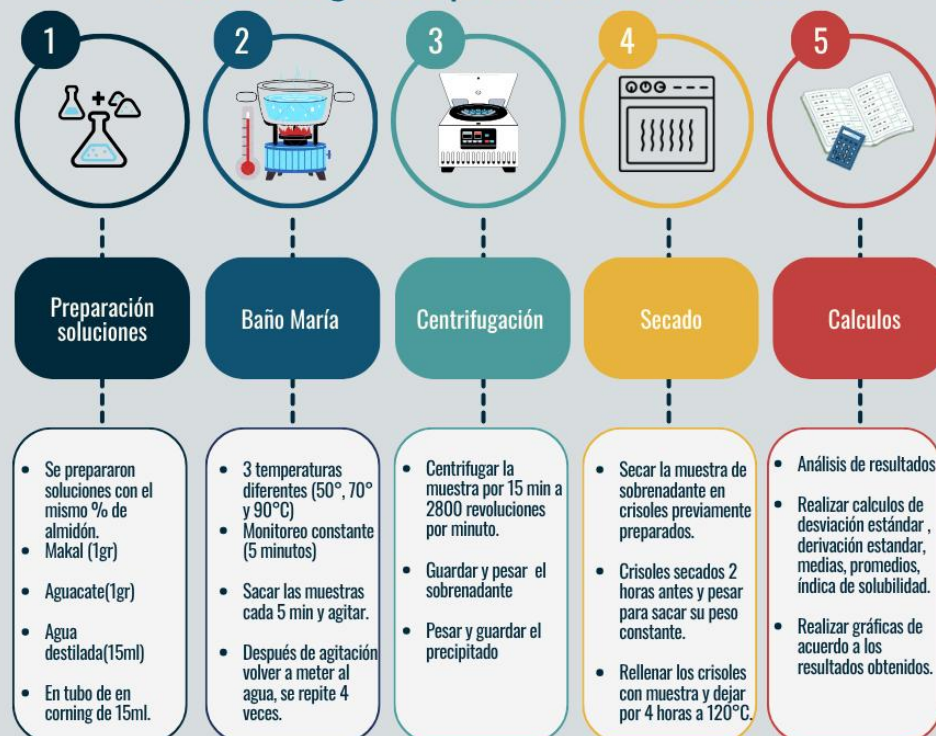 1
2
3
4
5
Preparación
soluciones
Baño María
Centrifugación
Secado
Calculos
• Se prepararon
soluciones con el
mismo % de
almidón.
• Makal (1gr)
• Aguacate(1gr)
• Agua
destilada(15ml)
• En tubo de en
corning de 15ml.
• 3 temperaturas
diferentes (50°, 70°
y 90°C)
• Monitoreo constante
(5 minutos)
• Sacar las muestras
cada 5 min y agitar.
• Después de agitación
volver a meter al
agua, se repite 4
veces.
• Centrifugar la
muestra por 15 min a
2800 revoluciones
por minuto.
• Guardar y pesar el
sobrenadante
• Pesar y guardar el
precipitado
• Secar la muestra de
sobrenadante en
crisoles previamente
preparados.
• Crisoles secados 2
horas antes y pesar
para sacar su peso
constante.
• Rellenar los crisoles
con muestra y dejar
por 4 horas a 120°C.
• Análisis de resultados
• Realizar calculos de
desviación estándar ,
derivación estandar,
medias, promedios,
índica de solubilidad.
• Realizar gráficas de
acuerdo a los
resultados obtenidos.